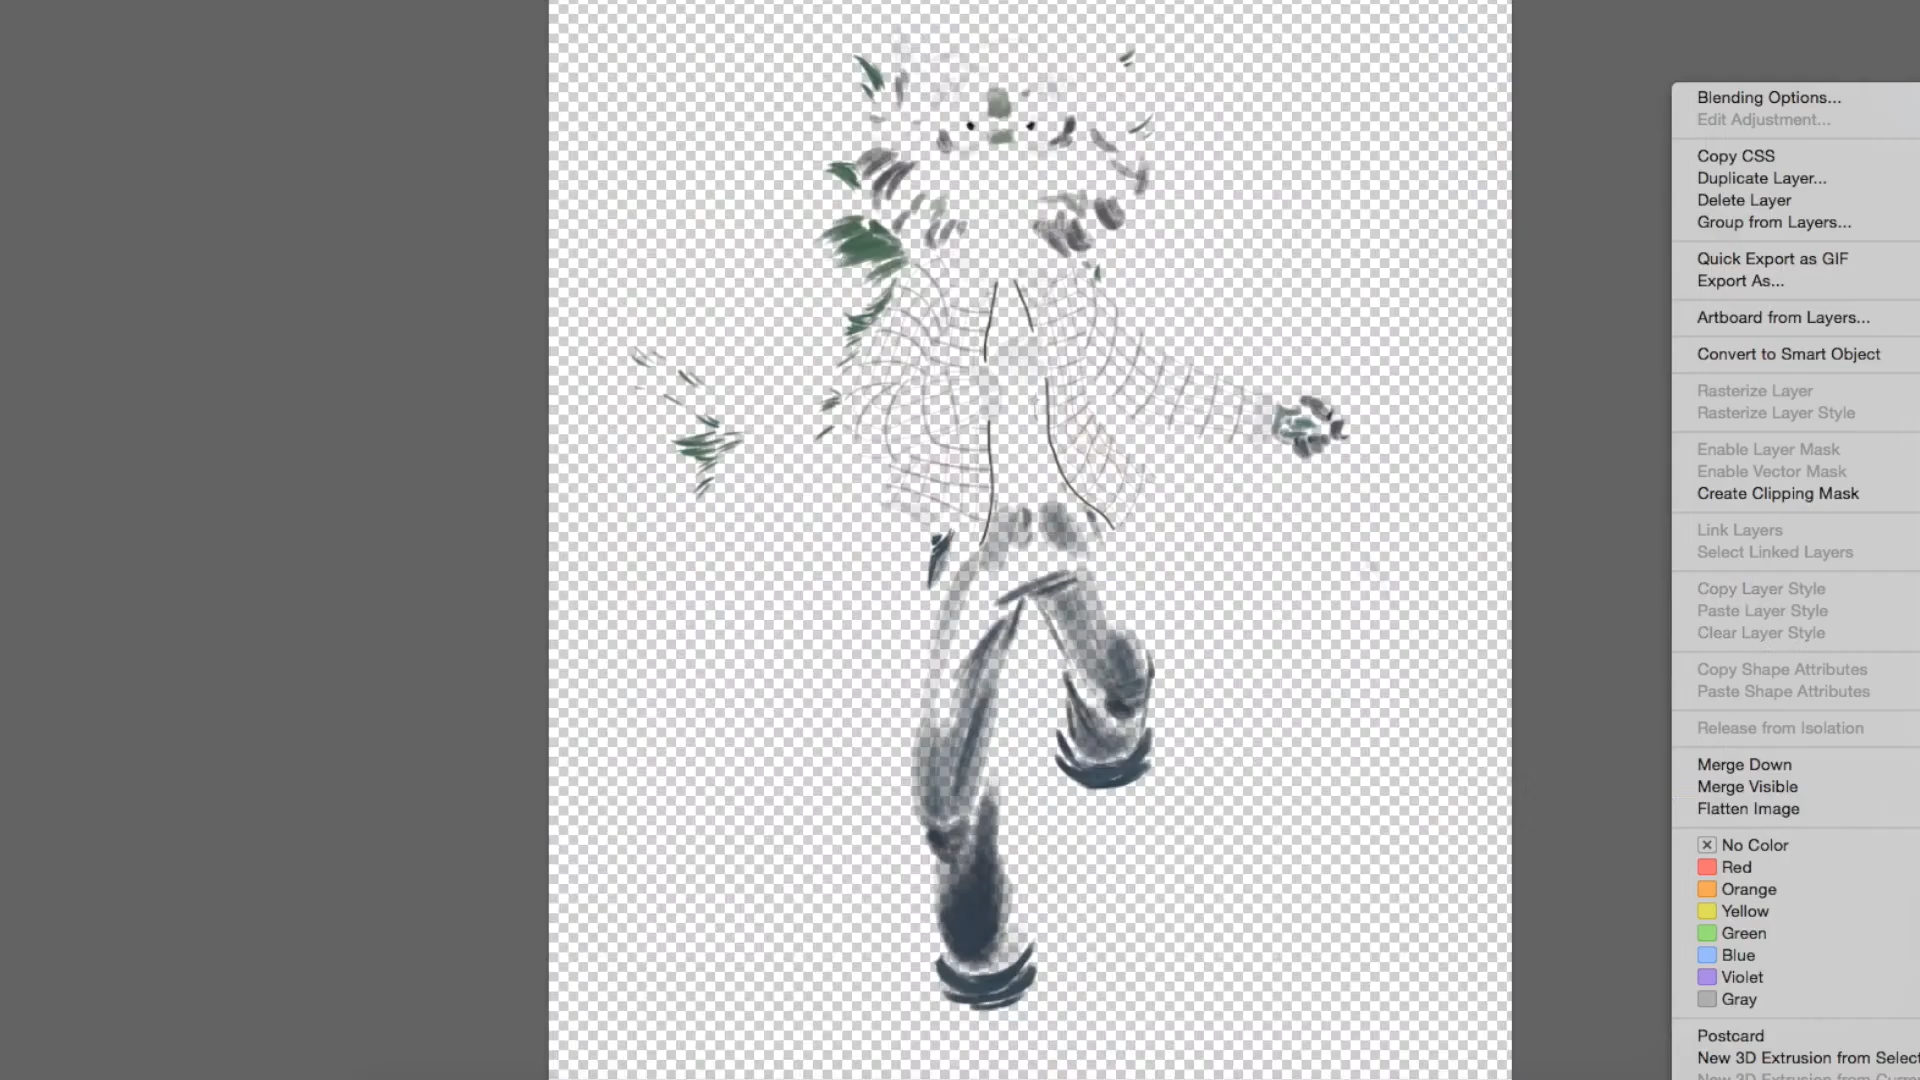 Blending Options...
Edit Adjustment...
Copy CSS
Duplicate Layer...
Delete Layer
Group from Layers...
Quick Export as GIF
Export As...
Artboard from Layers...
Convert to Smart Object
Rasterize Layer
Rasterize Layer Style
Enable Layer Mask
Enable Vector Mask
Create Clipping Mask
Link Layers
Select Linked Layers
Copy Layer Style
Paste Layer Style
Clear Layer Style
Copy Shape Attributes
Paste Shape Attributes
Release from Isolation
Merge Down
Merge Visible
Flatten Image
No Color
Red
Orange
Yellow
Green
Blue
Violet
Gray
Postcard
New 3D Extrusion from Select